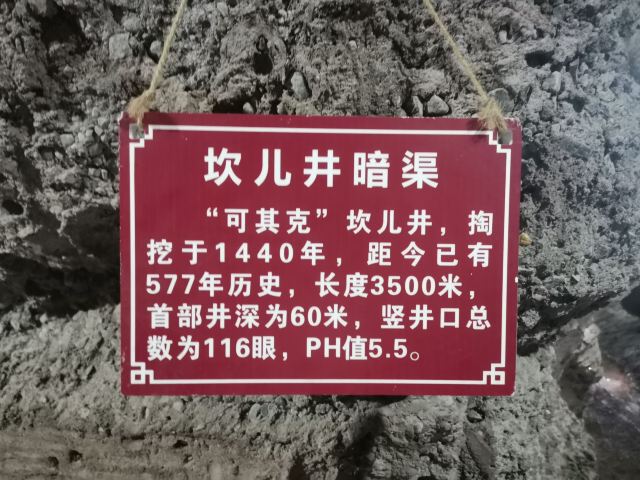 坎儿井暗渠
“可其克”坎儿井，掏
挖于1440年，距今已有
577年历史，长度3500米，
首部井深为60米，竖井口总
数为116眼，PH值5.5。